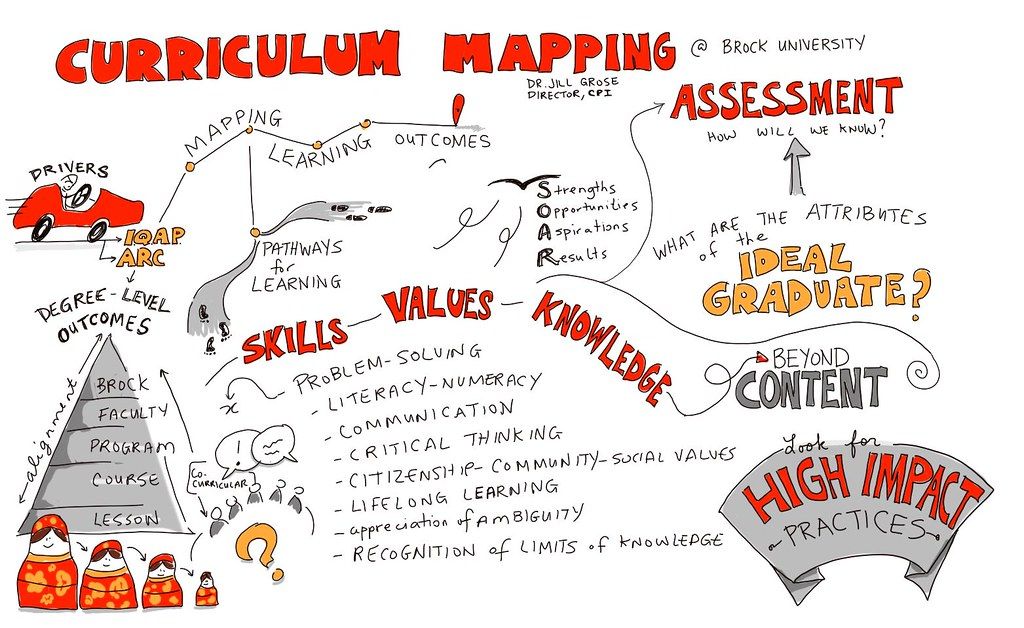 CURRICULUM MAPPING @ BROCK UNIVERSITY
DR. JILL GROSE
DIRECTOR, CPI
MAPPING LEARNING OUTCOMES
DRIVERS
IQAP
ARC
PATHWAYS
for
LEARNING
Strengths
Opportunities
Aspirations
Results
ASSESSMENT
HOW WILL WE KNOW?
WHAT ARE THE ATTRIBUTES
of the
IDEAL
GRADUATE?
DEGREE-LEVEL
OUTCOMES
alignment
BROCK
FACULTY
PROGRAM
COURSE
LESSON
CO-
CURRICULAR
!
?
SKILLS - VALUES - KNOWLEDGE
x
PROBLEM-SOLVING
- LITERACY-NUMERACY
- COMMUNICATION
- CRITICAL THINKING
- CITIZENSHIP-COMMUNITY-SOCIAL VALUES
- LIFELONG LEARNING
- appreciation of AMBIGUITY
- RECOGNITION of LIMITS of KNOWLEDGE
BEYOND
CONTENT
Look for
HIGH IMPACT
PRACTICES